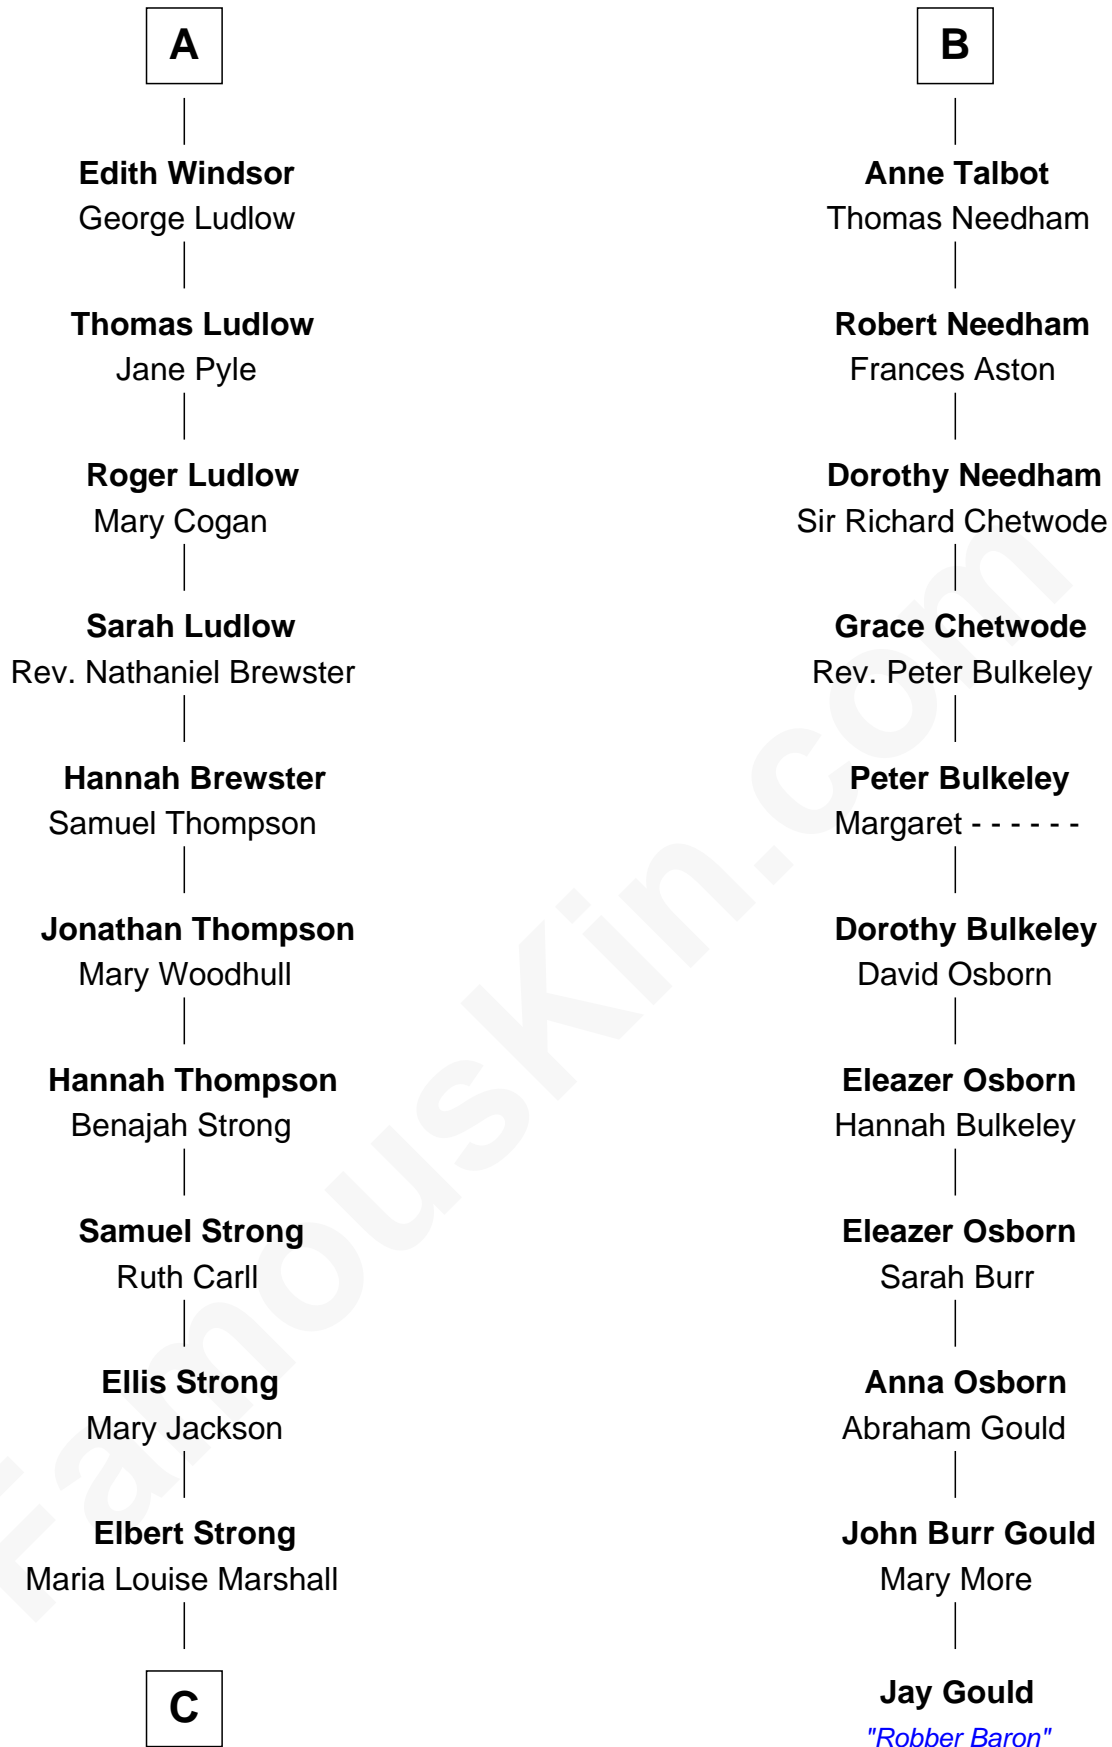 A
Edith Windsor
George Ludlow
Thomas Ludlow
Jane Pyle
Roger Ludlow
Mary Cogan
Sarah Ludlow
Rev. Nathaniel Brewster
Hannah Brewster
Samuel Thompson
Jonathan Thompson
Mary Woodhull
Hannah Thompson
Benajah Strong
Samuel Strong
Ruth Carll
Ellis Strong
Mary Jackson
Elbert Strong
Maria Louise Marshall
C
B
Anne Talbot
Thomas Needham
Robert Needham
Frances Aston
Dorothy Needham
Sir Richard Chetwode
Grace Chetwode
Rev. Peter Bulkeley
Peter Bulkeley
Margaret - - - - - -
Dorothy Bulkeley
David Osborn
Eleazer Osborn
Hannah Bulkeley
Eleazer Osborn
Sarah Burr
Anna Osborn
Abraham Gould
John Burr Gould
Mary More
Jay Gould
"Robber Baron"
FamousKin.com